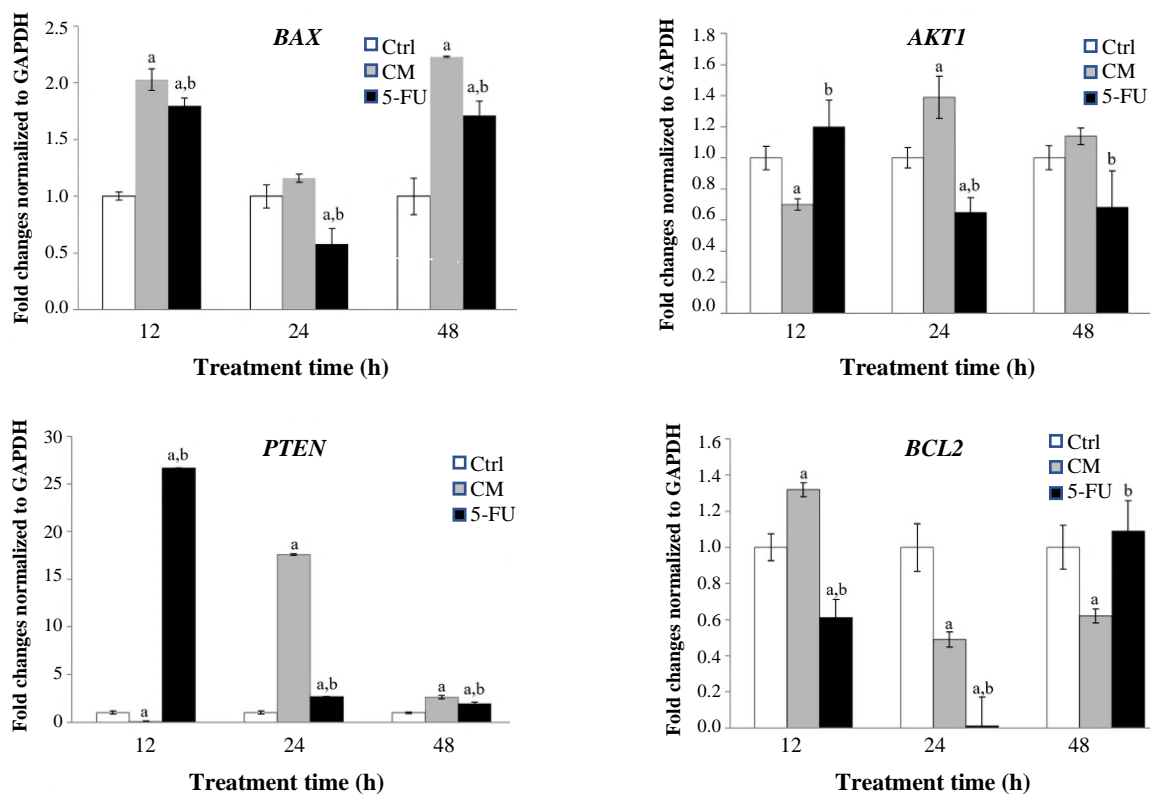 BAX
Fold changes normalized to GAPDH
2.5
2.0
1.5
1.0
0.5
0.0
Ctrl
CM
5-FU
a
a,b
a,b
a
a,b
12
24
48
Treatment time (h)
AKT1
Fold changes normalized to GAPDH
1.8
1.6
1.4
1.2
1.0
0.8
0.6
0.4
0.2
0.0
Ctrl
CM
5-FU
a
b
a
a,b
b
12
24
48
Treatment time (h)
PTEN
Fold changes normalized to GAPDH
30
25
20
15
10
5
0
Ctrl
CM
5-FU
a
a,b
a
a,b
a
a,b
12
24
48
Treatment time (h)
BCL2
Fold changes normalized to GAPDH
1.6
1.4
1.2
1.0
0.8
0.6
0.4
0.2
0.0
Ctrl
CM
5-FU
a
a,b
a
a,b
a
b
12
24
48
Treatment time (h)